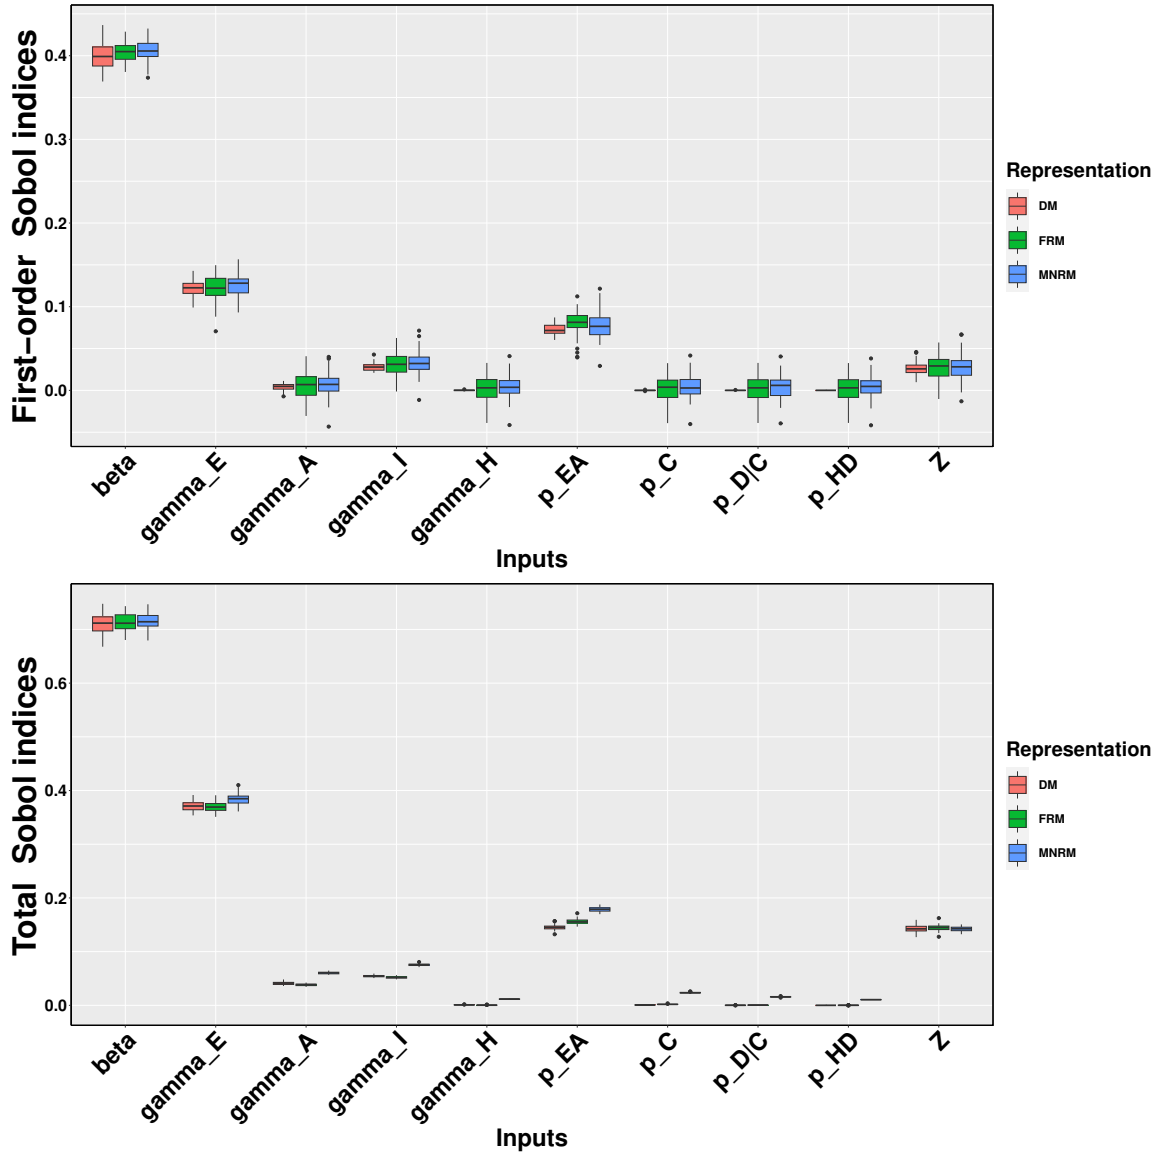 First−order Sobol indices
0.4
0.3
0.2
0.1
0.0
beta
gamma_E
gamma_A
gamma_I
gamma_H
p_EA
p_C
p_D|C
p_HD
Z
Inputs
Representation
DM
FRM
MNRM
Total Sobol indices
0.6
0.4
0.2
0.0
beta
gamma_E
gamma_A
gamma_I
gamma_H
p_EA
p_C
p_D|C
p_HD
Z
Inputs
Representation
DM
FRM
MNRM